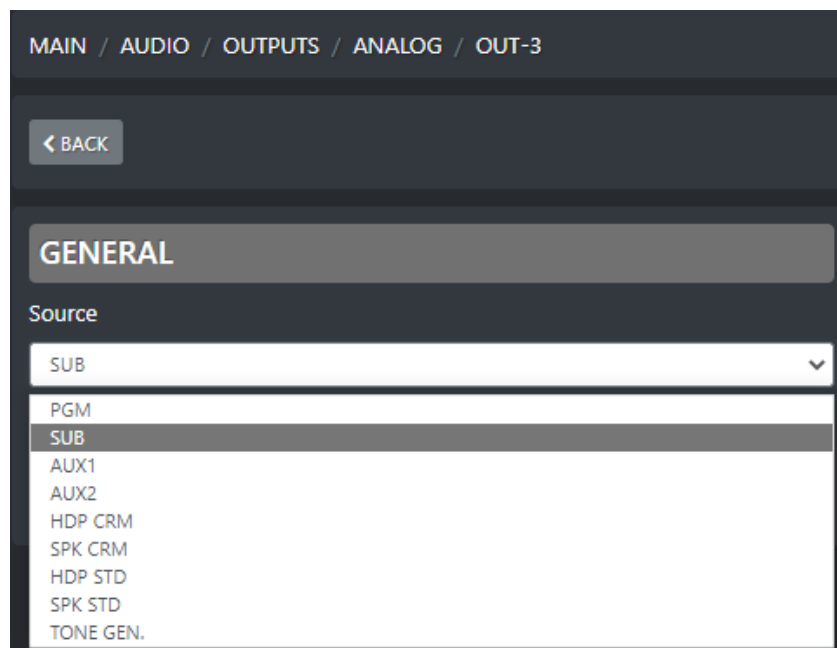 MAIN / AUDIO / OUTPUTS / ANALOG / OUT-3
BACK
GENERAL
Source
SUB
PGM
SUB
AUX1
AUX2
HDP CRM
SPK CRM
HDP STD
SPK STD
TONE GEN.